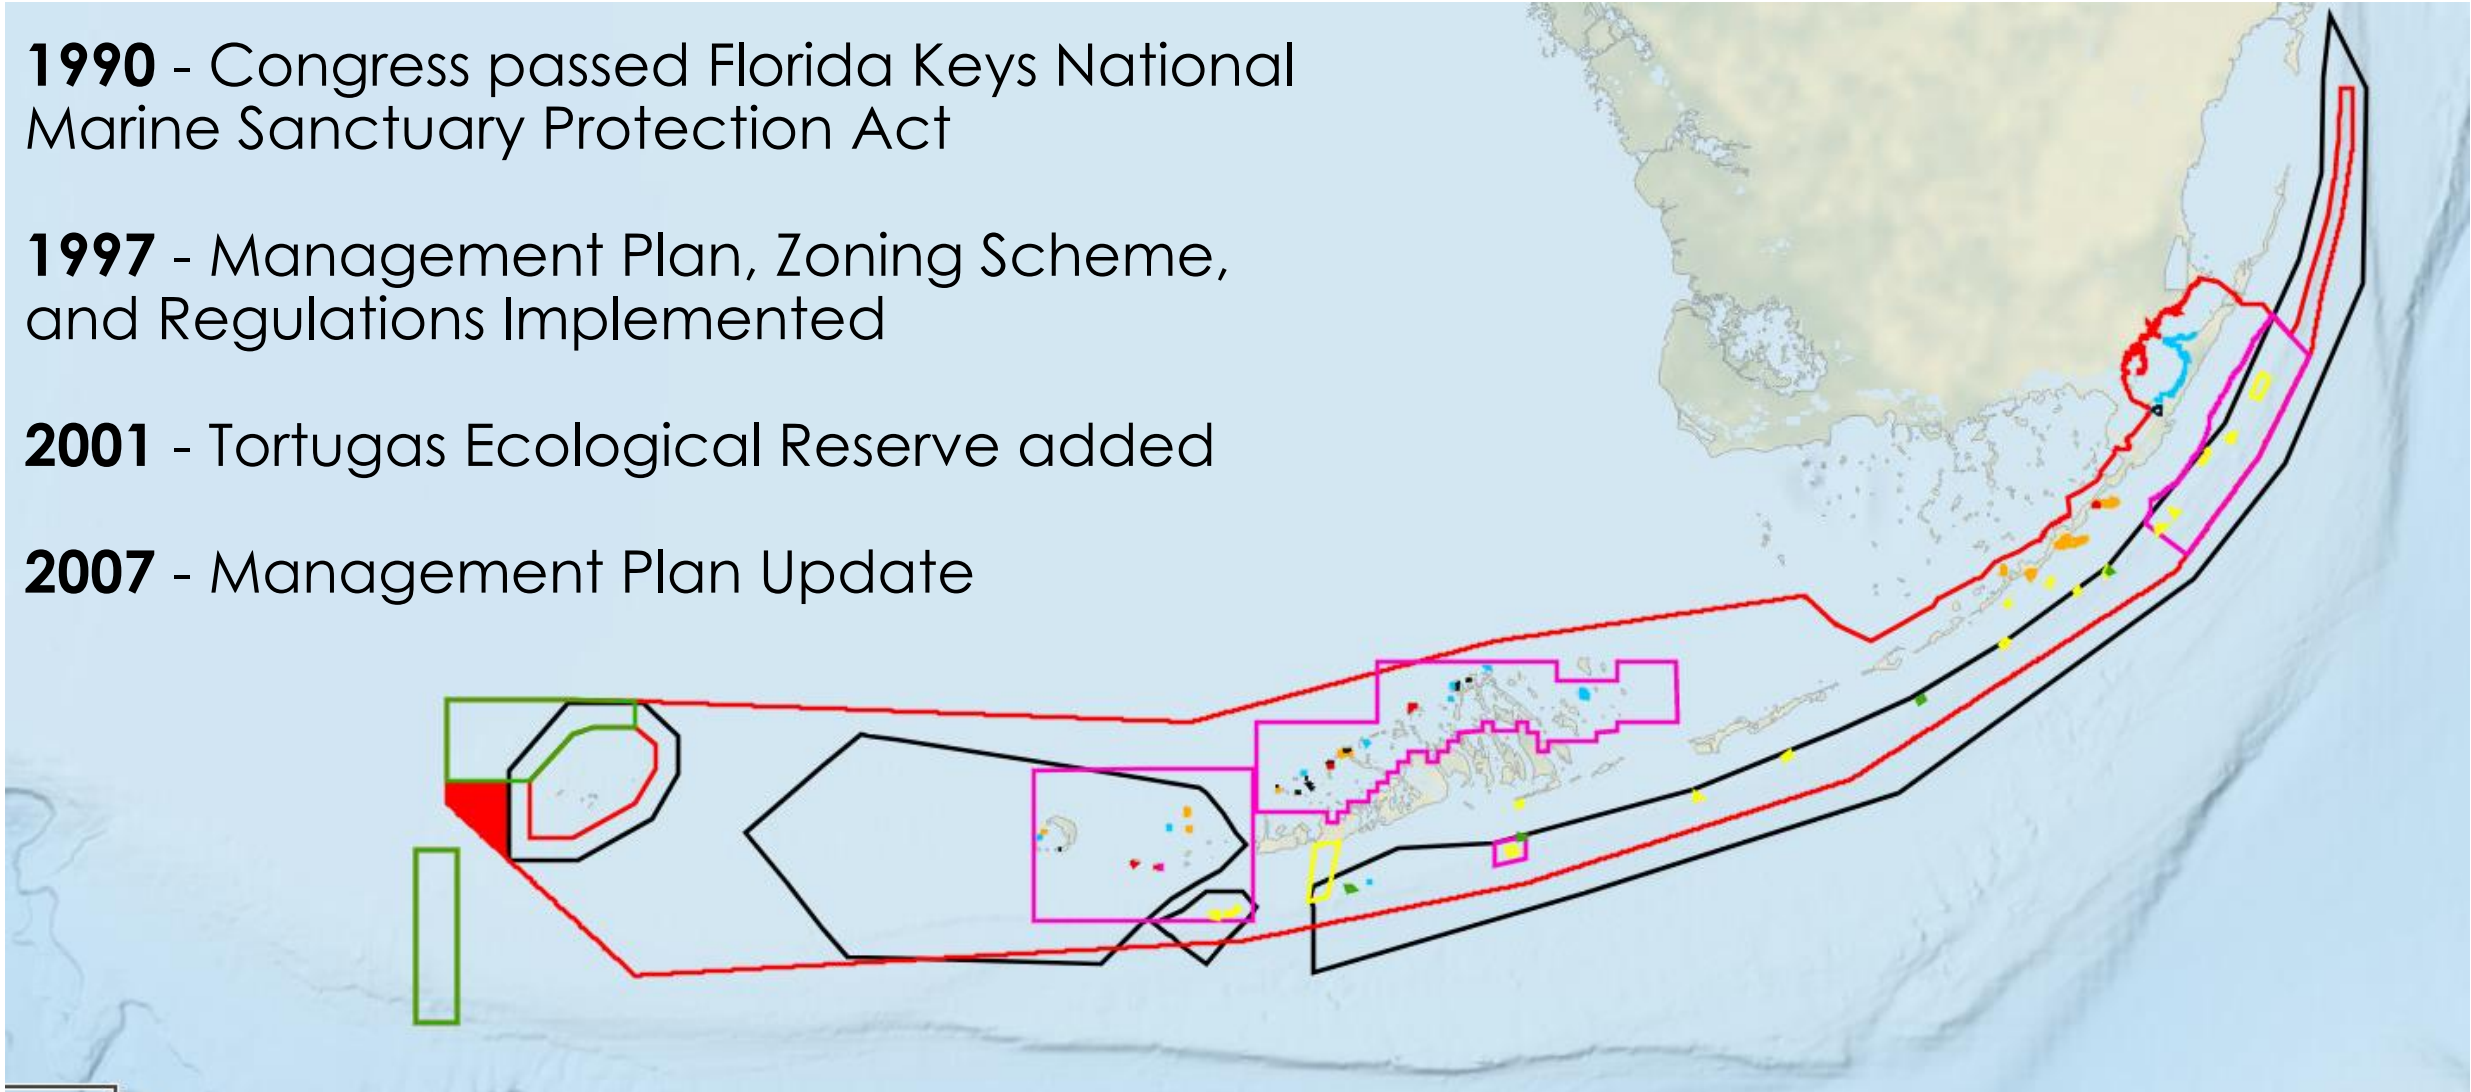 1990 - Congress passed Florida Keys National
Marine Sanctuary Protection Act
1997 - Management Plan, Zoning Scheme,
and Regulations Implemented
2001 - Tortugas Ecological Reserve added
2007 - Management Plan Update